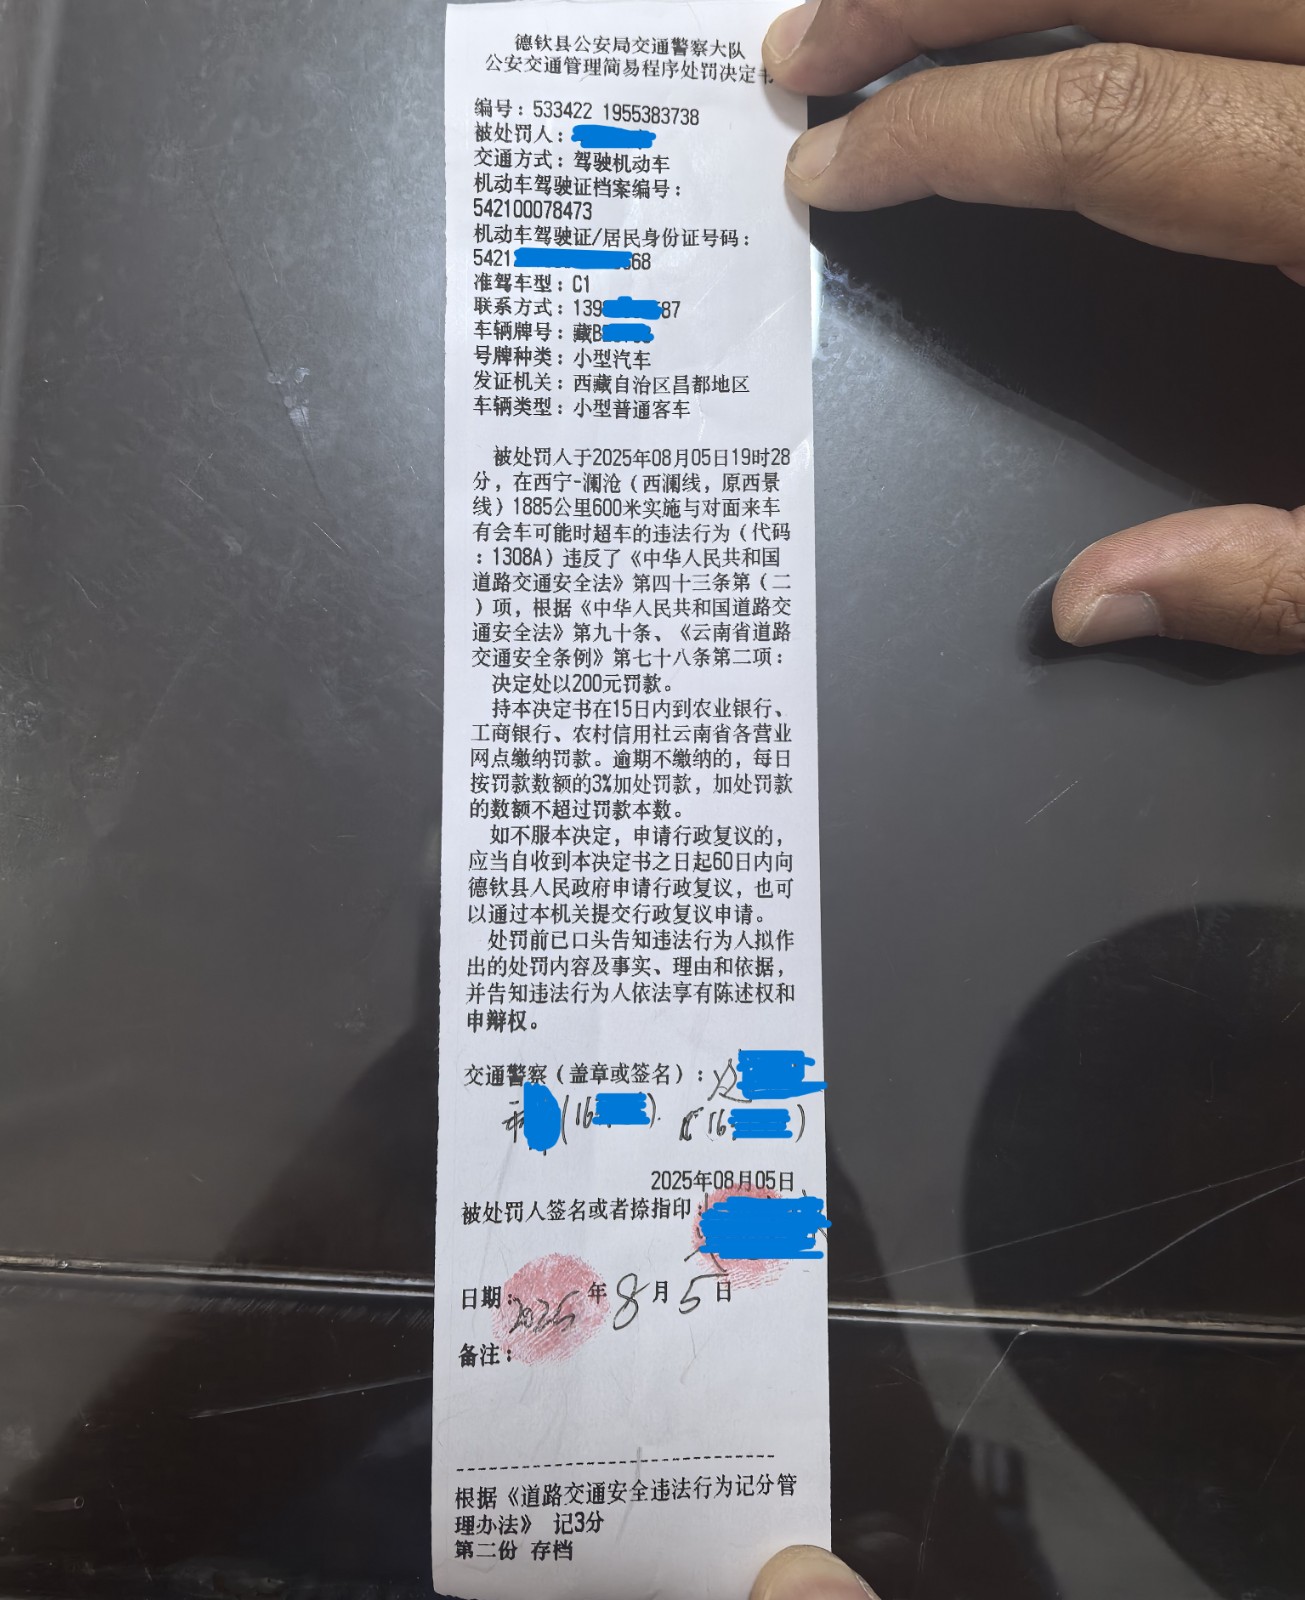 德钦县公安局交通警察大队
公安交通管理简易程序处罚决定书
编号：533422 1955383738
被处罚人：
交通方式：驾驶机动车
机动车驾驶证档案编号：
542100078473
机动车驾驶证/居民身份证号码：
5421 68
准驾车型：C1
联系方式：139 87
车辆牌号：藏B
号牌种类：小型汽车
发证机关：西藏自治区昌都地区
车辆类型：小型普通客车
被处罚人于2025年08月05日19时28
分，在西宁-澜沧（西澜线，原西景
线）1885公里600米实施与对面来车
有会车可能时超车的违法行为（代码
：1308A）违反了《中华人民共和国
道路交通安全法》第四十三条第（二
）项，根据《中华人民共和国道路交
通安全法》第九十条、《云南省道路
交通安全条例》第七十八条第二项：
决定处以200元罚款。
持本决定书在15日内到农业银行、
工商银行、农村信用社云南省各营业
网点缴纳罚款。逾期不缴纳的，每日
按罚款数额的3%加处罚款，加处罚款
的数额不超过罚款本数。
如不服本决定，申请行政复议的，
应当自收到本决定书之日起60日内向
德钦县人民政府申请行政复议，也可
以通过本机关提交行政复议申请。
处罚前已口头告知违法行为人拟作
出的处罚内容及事实、理由和依据，
并告知违法行为人依法享有陈述权和
申辩权。
交通警察（盖章或签名）：
(16 ). (16 )
2025年08月05日
被处罚人签名或者捺指印：
日期：2025年8月5日
备注：
根据《道路交通安全违法行为记分管
理办法》 记3分
第二份 存档